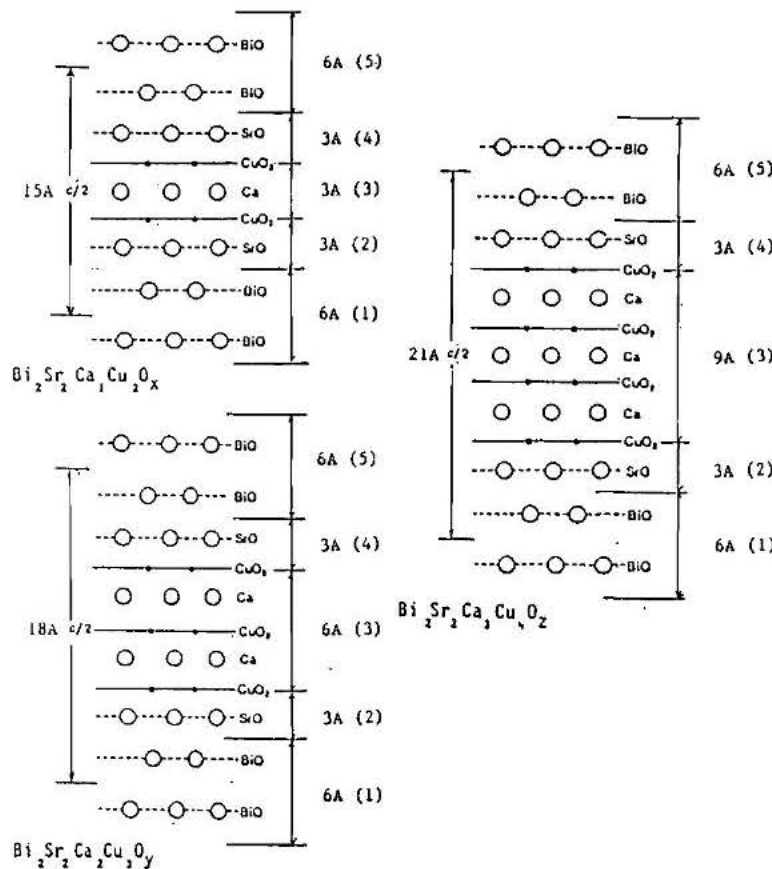 BiO
6A (5)
BiO
SrO
3A (4)
CuO₂
15A c/2
Ca
3A (3)
CuO₂
SrO
3A (2)
BiO
6A (1)
BiO
Bi₂Sr₂Ca₁Cu₂Oₓ
BiO
6A (5)
BiO
SrO
3A (4)
CuO₂
Ca
18A c/2
CuO₂
6A (3)
Ca
CuO₂
SrO
3A (2)
BiO
6A (1)
BiO
Bi₂Sr₂Ca₂Cu₃Oy
BiO
6A (5)
BiO
SrO
3A (4)
CuO₂
Ca
CuO₂
21A c/2
Ca
9A (3)
CuO₂
Ca
CuO₂
SrO
3A (2)
BiO
6A (1)
BiO
Bi₂Sr₂Ca₃Cu₄Oz